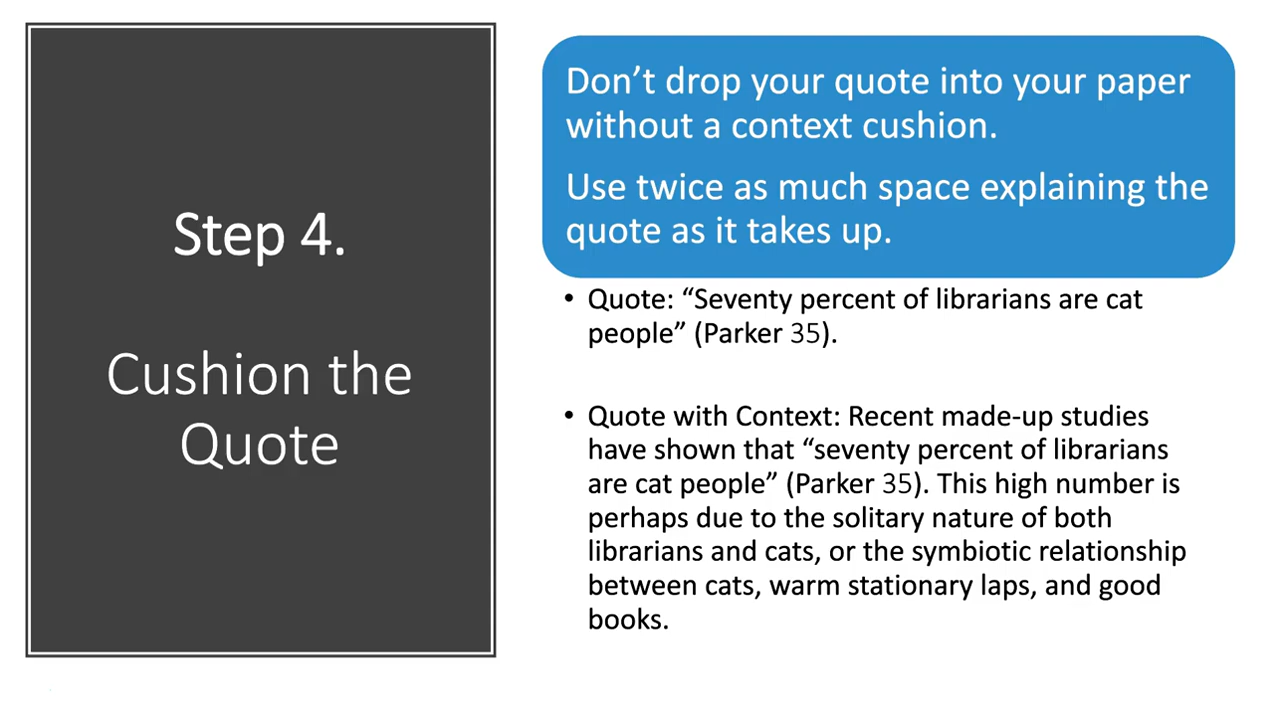 Step 4.
Cushion the
Quote
Don’t drop your quote into your paper
without a context cushion.
Use twice as much space explaining the
quote as it takes up.
• Quote: “Seventy percent of librarians are cat
people” (Parker 35).
• Quote with Context: Recent made-up studies
have shown that “seventy percent of librarians
are cat people” (Parker 35). This high number is
perhaps due to the solitary nature of both
librarians and cats, or the symbiotic relationship
between cats, warm stationary laps, and good
books.